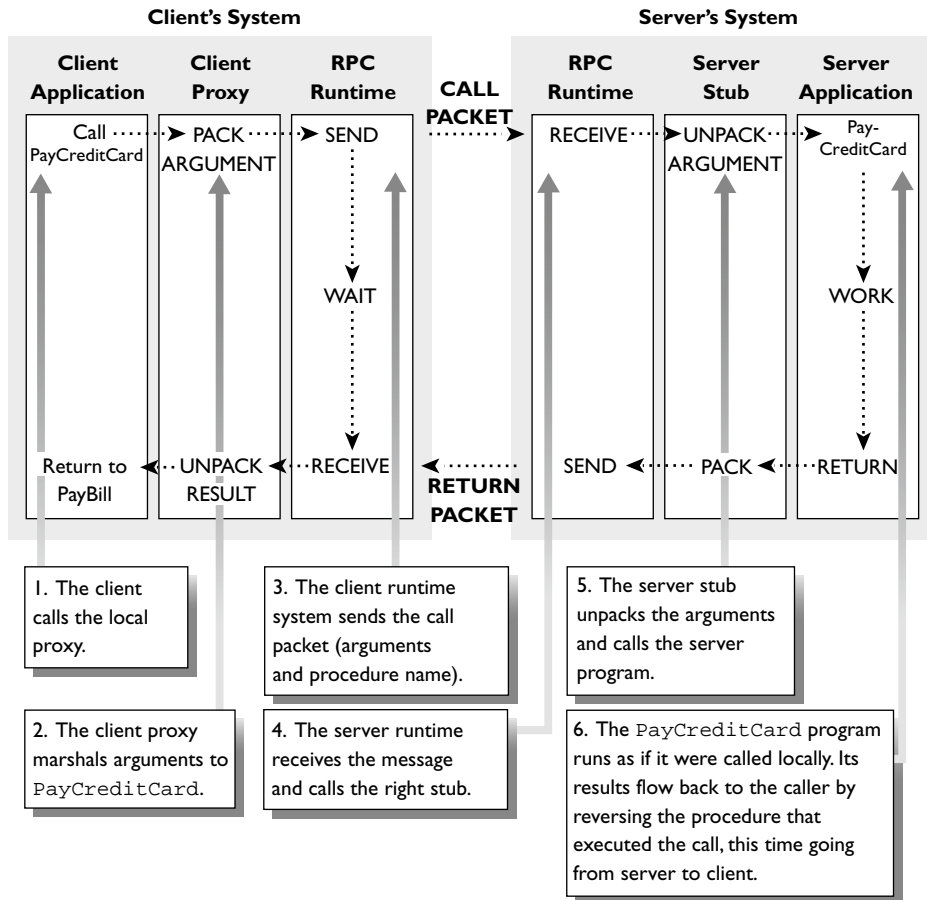 Client's System
Server's System
Client
Application
Client
Proxy
RPC
Runtime
CALL
PACKET
RPC
Runtime
Server
Stub
Server
Application
Call
PayCreditCard
PACK
ARGUMENT
SEND
RECEIVE
UNPACK
ARGUMENT
Pay-
CreditCard
WAIT
WORK
Return to
PayBill
UNPACK
RESULT
RECEIVE
RETURN
PACKET
SEND
PACK
RETURN
1. The client
calls the local
proxy.
2. The client proxy
marshals arguments to
PayCreditCard.
3. The client runtime
system sends the call
packet (arguments
and procedure name).
4. The server runtime
receives the message
and calls the right stub.
5. The server stub
unpacks the arguments
and calls the server
program.
6. The PayCreditCard program
runs as if it were called locally. Its
results flow back to the caller by
reversing the procedure that
executed the call, this time going
from server to client.